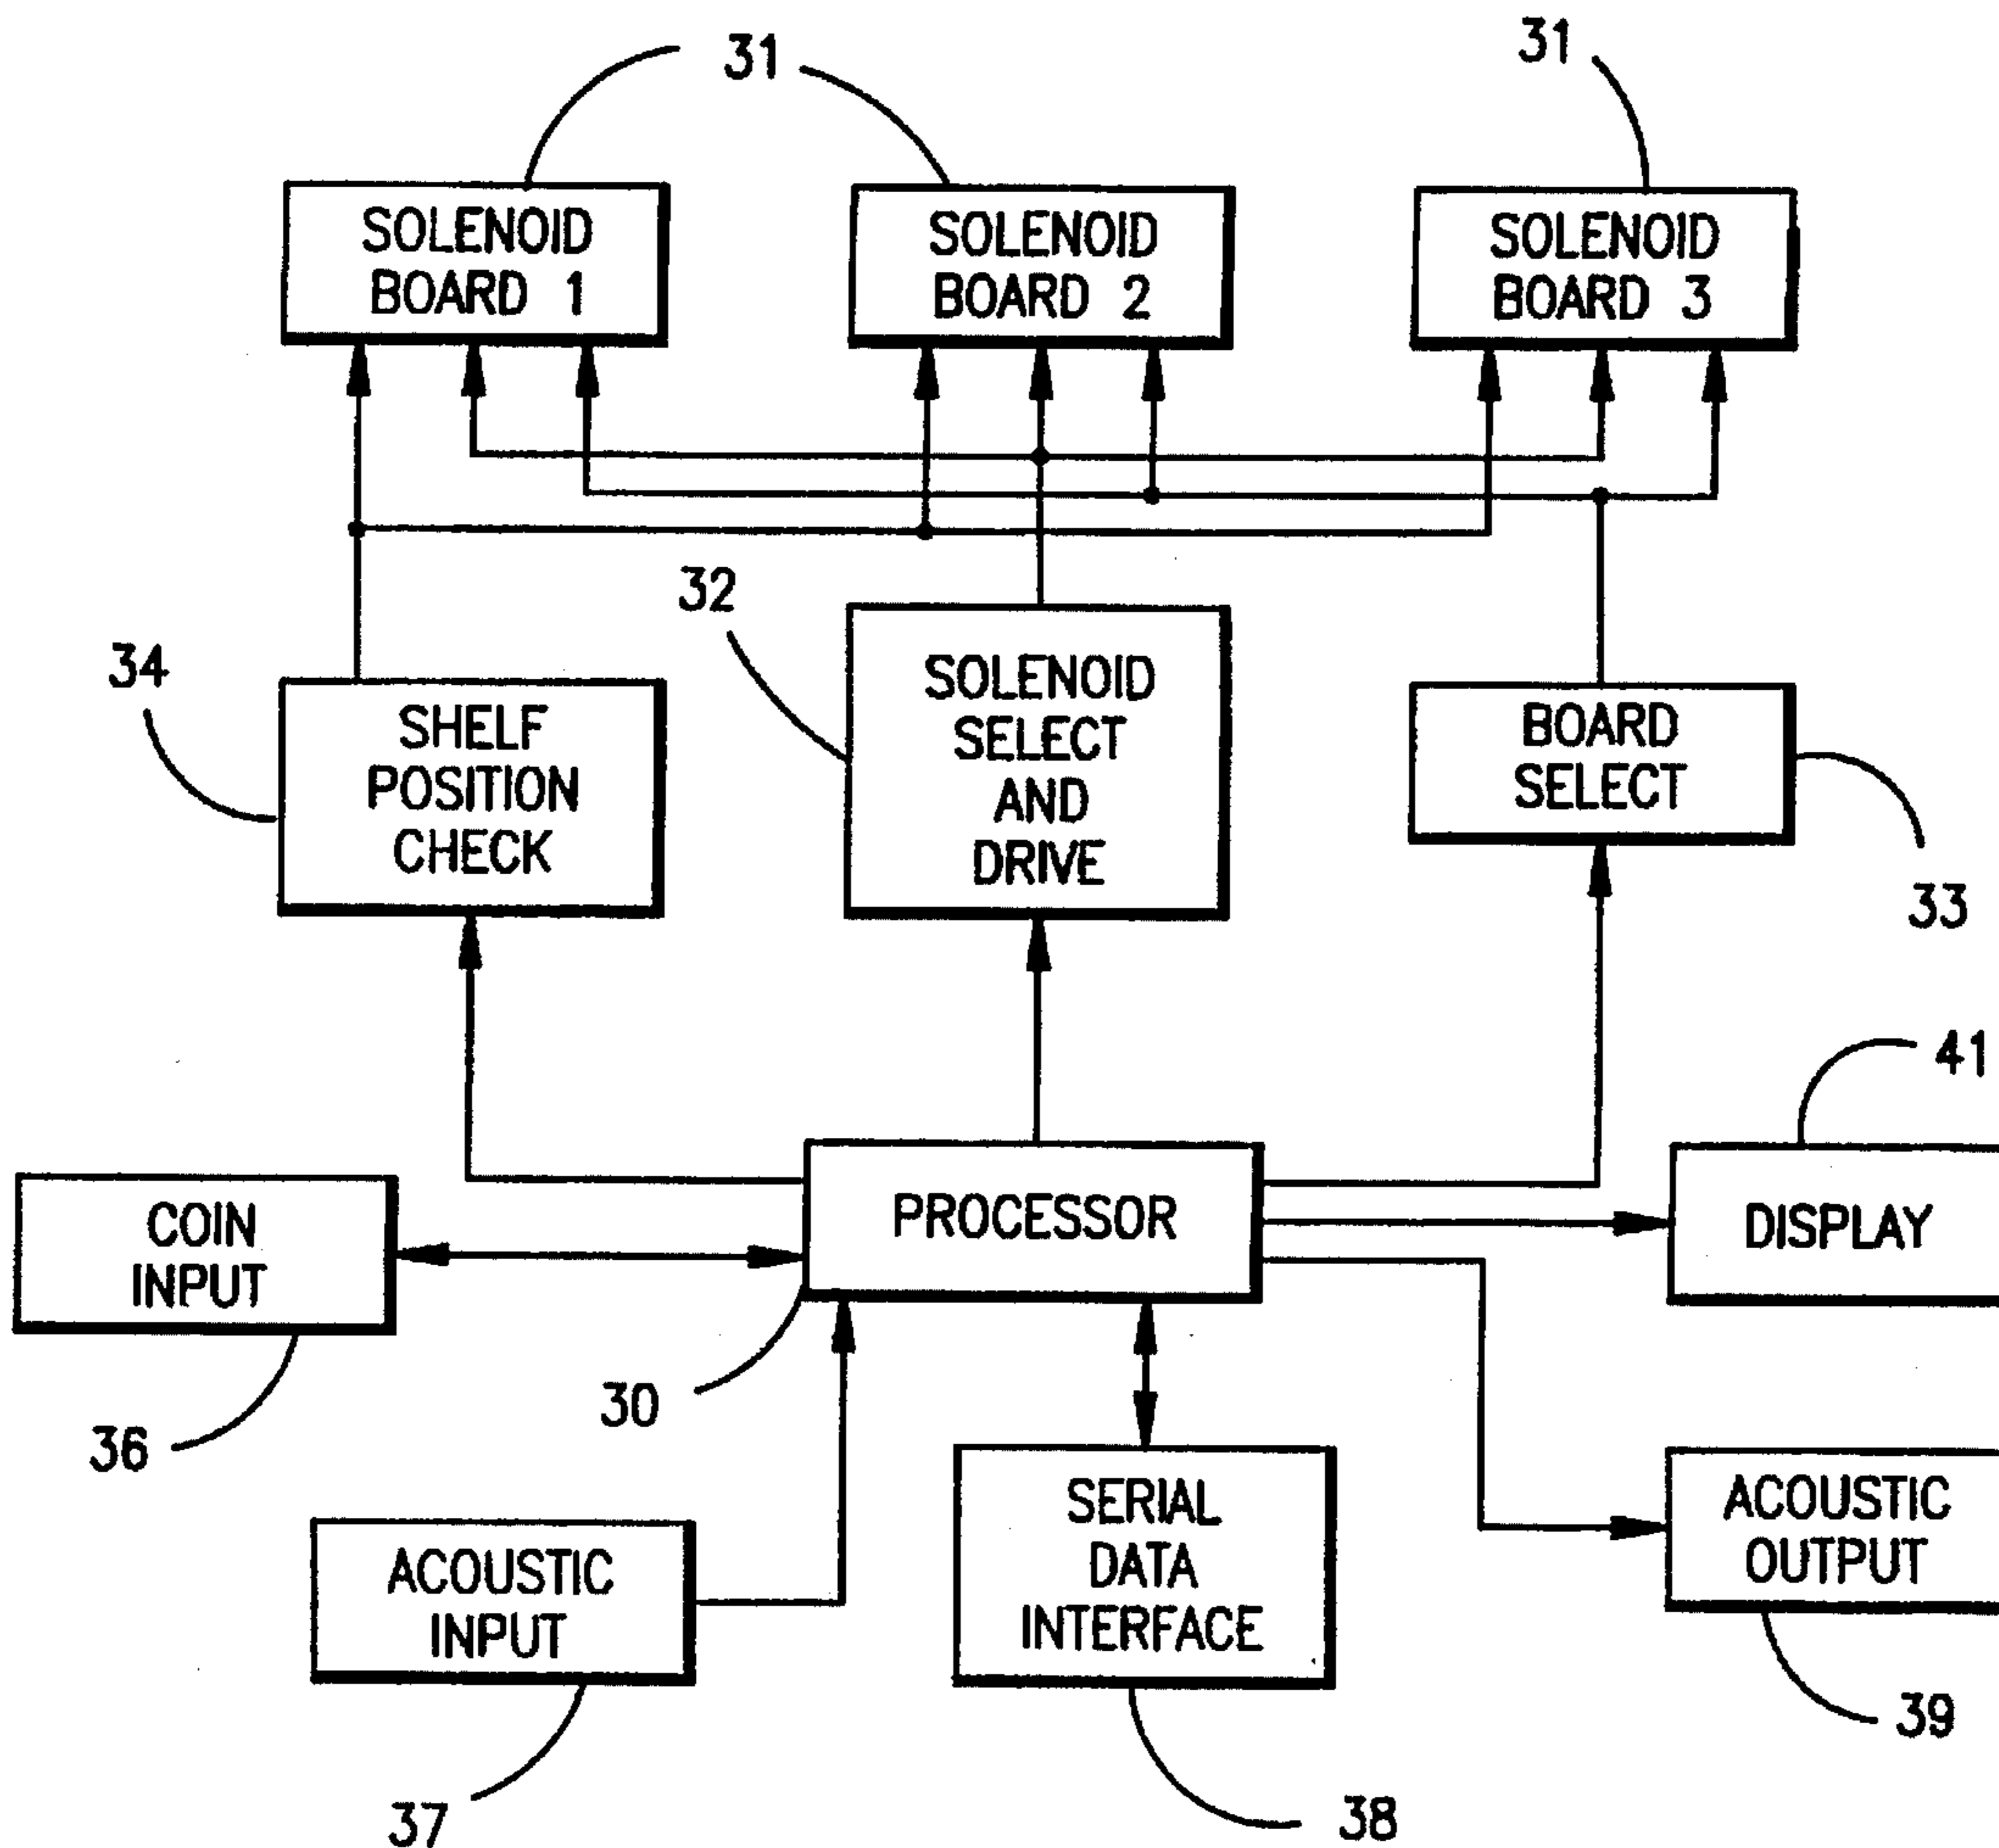 31
31
SOLENOID
BOARD 1
SOLENOID
BOARD 2
SOLENOID
BOARD 3
32
34
SHELF
POSITION
CHECK
SOLENOID
SELECT
AND
DRIVE
BOARD
SELECT
33
41
COIN
INPUT
PROCESSOR
DISPLAY
30
36
ACOUSTIC
INPUT
SERIAL
DATA
INTERFACE
ACOUSTIC
OUTPUT
39
37
38